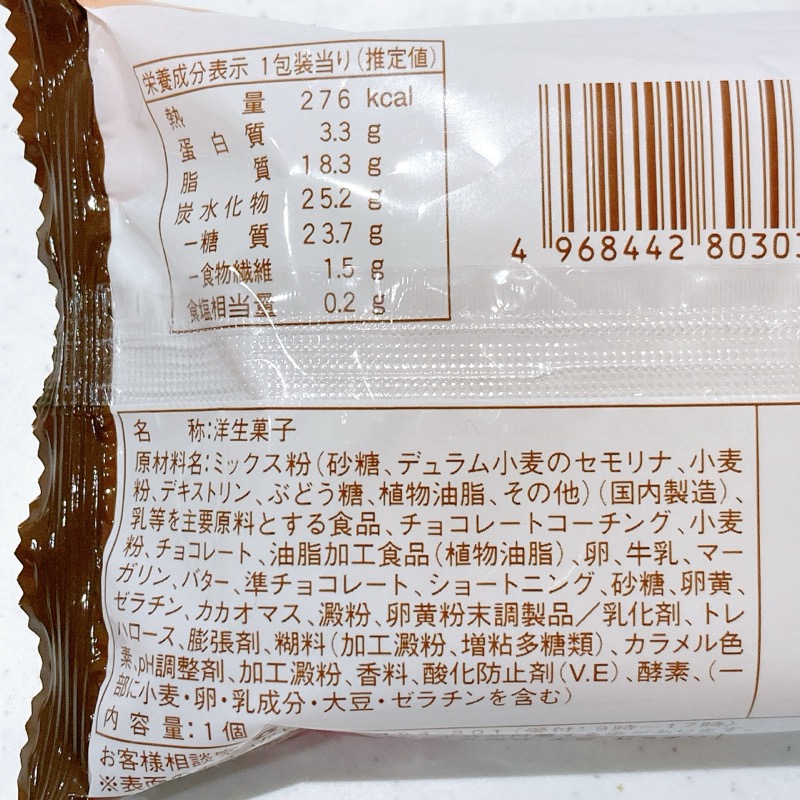 栄養成分表示 1包装当り(推定値)
熱量 276 kcal
蛋白質 3.3 g
脂質 18.3 g
炭水化物 25.2 g
−糖質 23.7 g
−食物繊維 1.5 g
食塩相当量 0.2 g
4 968442 80303
名 称:洋生菓子
原材料名:ミックス粉(砂糖、デュラム小麦のセモリナ、小麦
粉、デキストリン、ぶどう糖、植物油脂、その他)(国内製造)、
乳等を主要原料とする食品、チョコレートコーチング、小麦
粉、チョコレート、油脂加工食品(植物油脂)、卵、牛乳、マー
ガリン、バター、準チョコレート、ショートニング、砂糖、卵黄、
ゼラチン、カカオマス、澱粉、卵黄粉末調製品/乳化剤、トレ
ハロース、膨張剤、糊料(加工澱粉、増粘多糖類)、カラメル色
素、pH調整剤、加工澱粉、香料、酸化防止剤(V.E)、酵素、(一
部に小麦・卵・乳成分・大豆・ゼラチンを含む)
内容量:1個
お客様相談
※表面